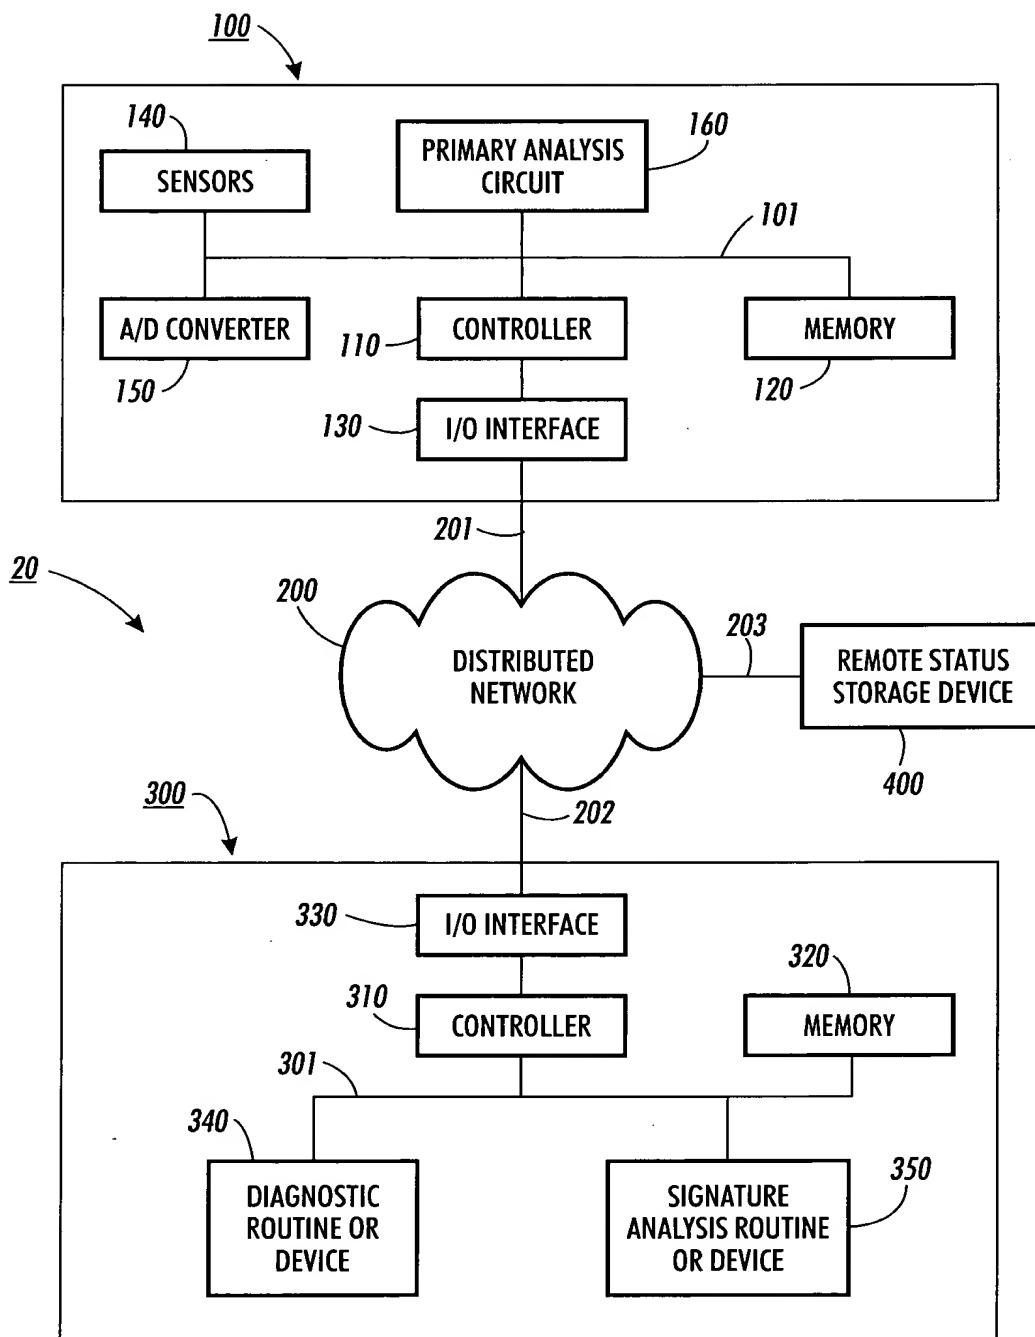 100
140
SENSORS
PRIMARY ANALYSIS
CIRCUIT
160
101
A/D CONVERTER
150
110
CONTROLLER
MEMORY
120
130
I/O INTERFACE
201
20
200
DISTRIBUTED
NETWORK
203
REMOTE STATUS
STORAGE DEVICE
400
300
202
330
I/O INTERFACE
310
CONTROLLER
320
MEMORY
301
340
DIAGNOSTIC
ROUTINE OR
DEVICE
SIGNATURE
ANALYSIS ROUTINE
OR DEVICE
350